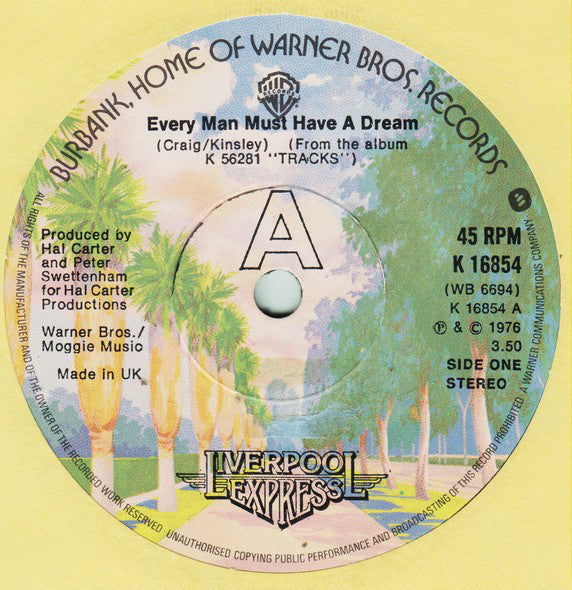 BURBANK, HOME OF WARNER BROS. RECORDS
RECORDS
Every Man Must Have A Dream
(Craig/Kinsley) (From the album
K 56281 "TRACKS")
A
Produced by
Hal Carter
and Peter
Swettenham
for Hal Carter
Productions
Warner Bros./
Moggie Music
Made in UK
45 RPM
K 16854
(WB 6694)
K 16854 A
℗ & © 1976
3.50
SIDE ONE
STEREO
LIVERPOOL
EXPRESS
ALL RIGHTS OF THE MANUFACTURER AND OF THE OWNER OF THE RECORDED WORK RESERVED UNAUTHORISED COPYING PUBLIC PERFORMANCE AND BROADCASTING OF THIS RECORD PROHIBITED A WARNER COMMUNICATIONS COMPANY